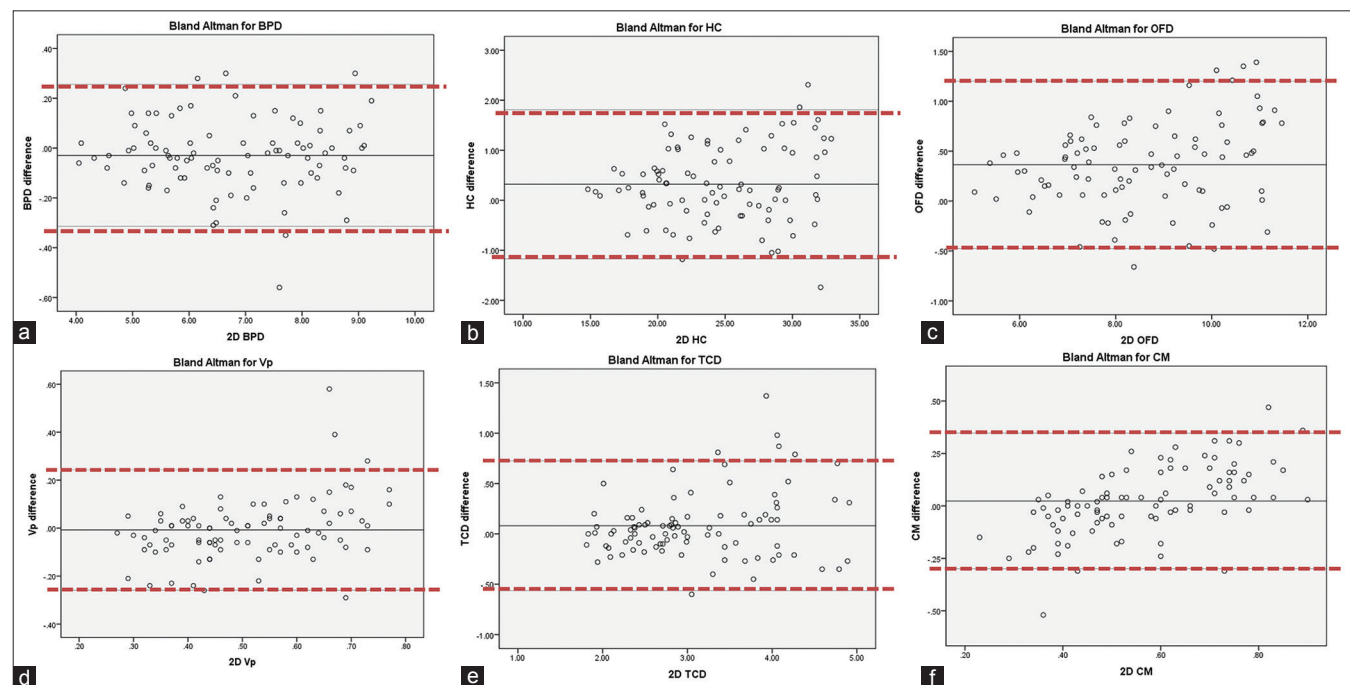 Bland Altman for BPD
.40
.20
.00
-.20
-.40
-.60
BPD difference
4.00 5.00 6.00 7.00 8.00 9.00 10.00
2D BPD
a
Bland Altman for HC
3.00
2.00
1.00
.00
-1.00
-2.00
HC difference
10.00 15.00 20.00 25.00 30.00 35.00
2D HC
b
Bland Altman for OFD
1.50
1.00
.50
.00
-.50
-1.00
OFD difference
6.00 8.00 10.00 12.00
2D OFD
c
Bland Altman for Vp
.60
.40
.20
.00
-.20
-.40
Vp difference
.20 .30 .40 .50 .60 .70 .80
2D Vp
d
Bland Altman for TCD
1.50
1.00
.50
.00
-.50
-1.00
TCD difference
1.00 2.00 3.00 4.00 5.00
2D TCD
e
Bland Altman for CM
.50
.25
.00
-.25
-.50
CM difference
.20 .40 .60 .80
2D CM
f